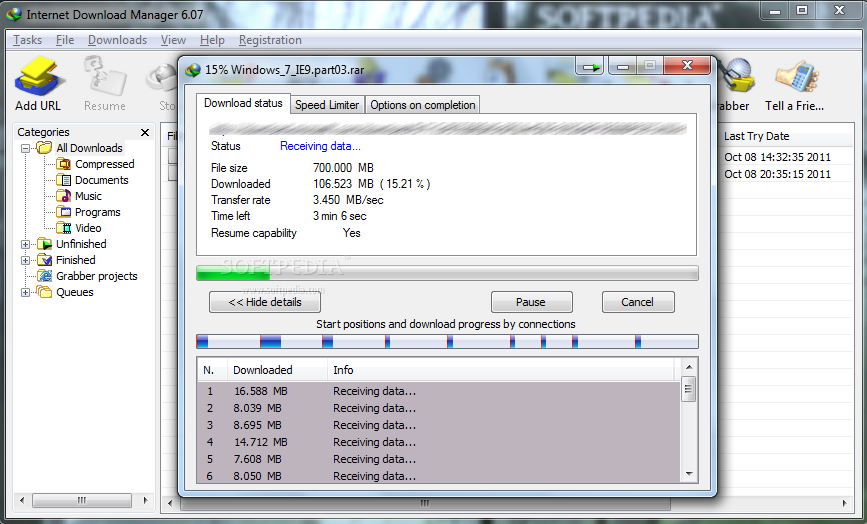 Internet Download Manager 6.07
SOFTPEDIA
Tasks File Downloads View Help Registration
Add URL
Resume
Sto
Tell a Frie...
Categories
All Downloads
Compressed
Documents
Music
Programs
Video
Unfinished
Finished
Grabber projects
Queues
Last Try Date
Oct 08 14:32:35 2011
Oct 08 20:35:15 2011
15% Windows_7_IE9.part03.rar
Download status Speed Limiter Options on completion
Status Receiving data...
File size 700.000 MB
Downloaded 106.523 MB ( 15.21 % )
Transfer rate 3.450 MB/sec
Time left 3 min 6 sec
Resume capability Yes
SOFTPEDIA
www.softpedia.com
<< Hide details Pause Cancel
Start positions and download progress by connections
N. Downloaded Info
1 16.588 MB Receiving data...
2 8.039 MB Receiving data...
3 8.695 MB Receiving data...
4 14.712 MB Receiving data...
5 7.608 MB Receiving data...
6 8.050 MB Receiving data...